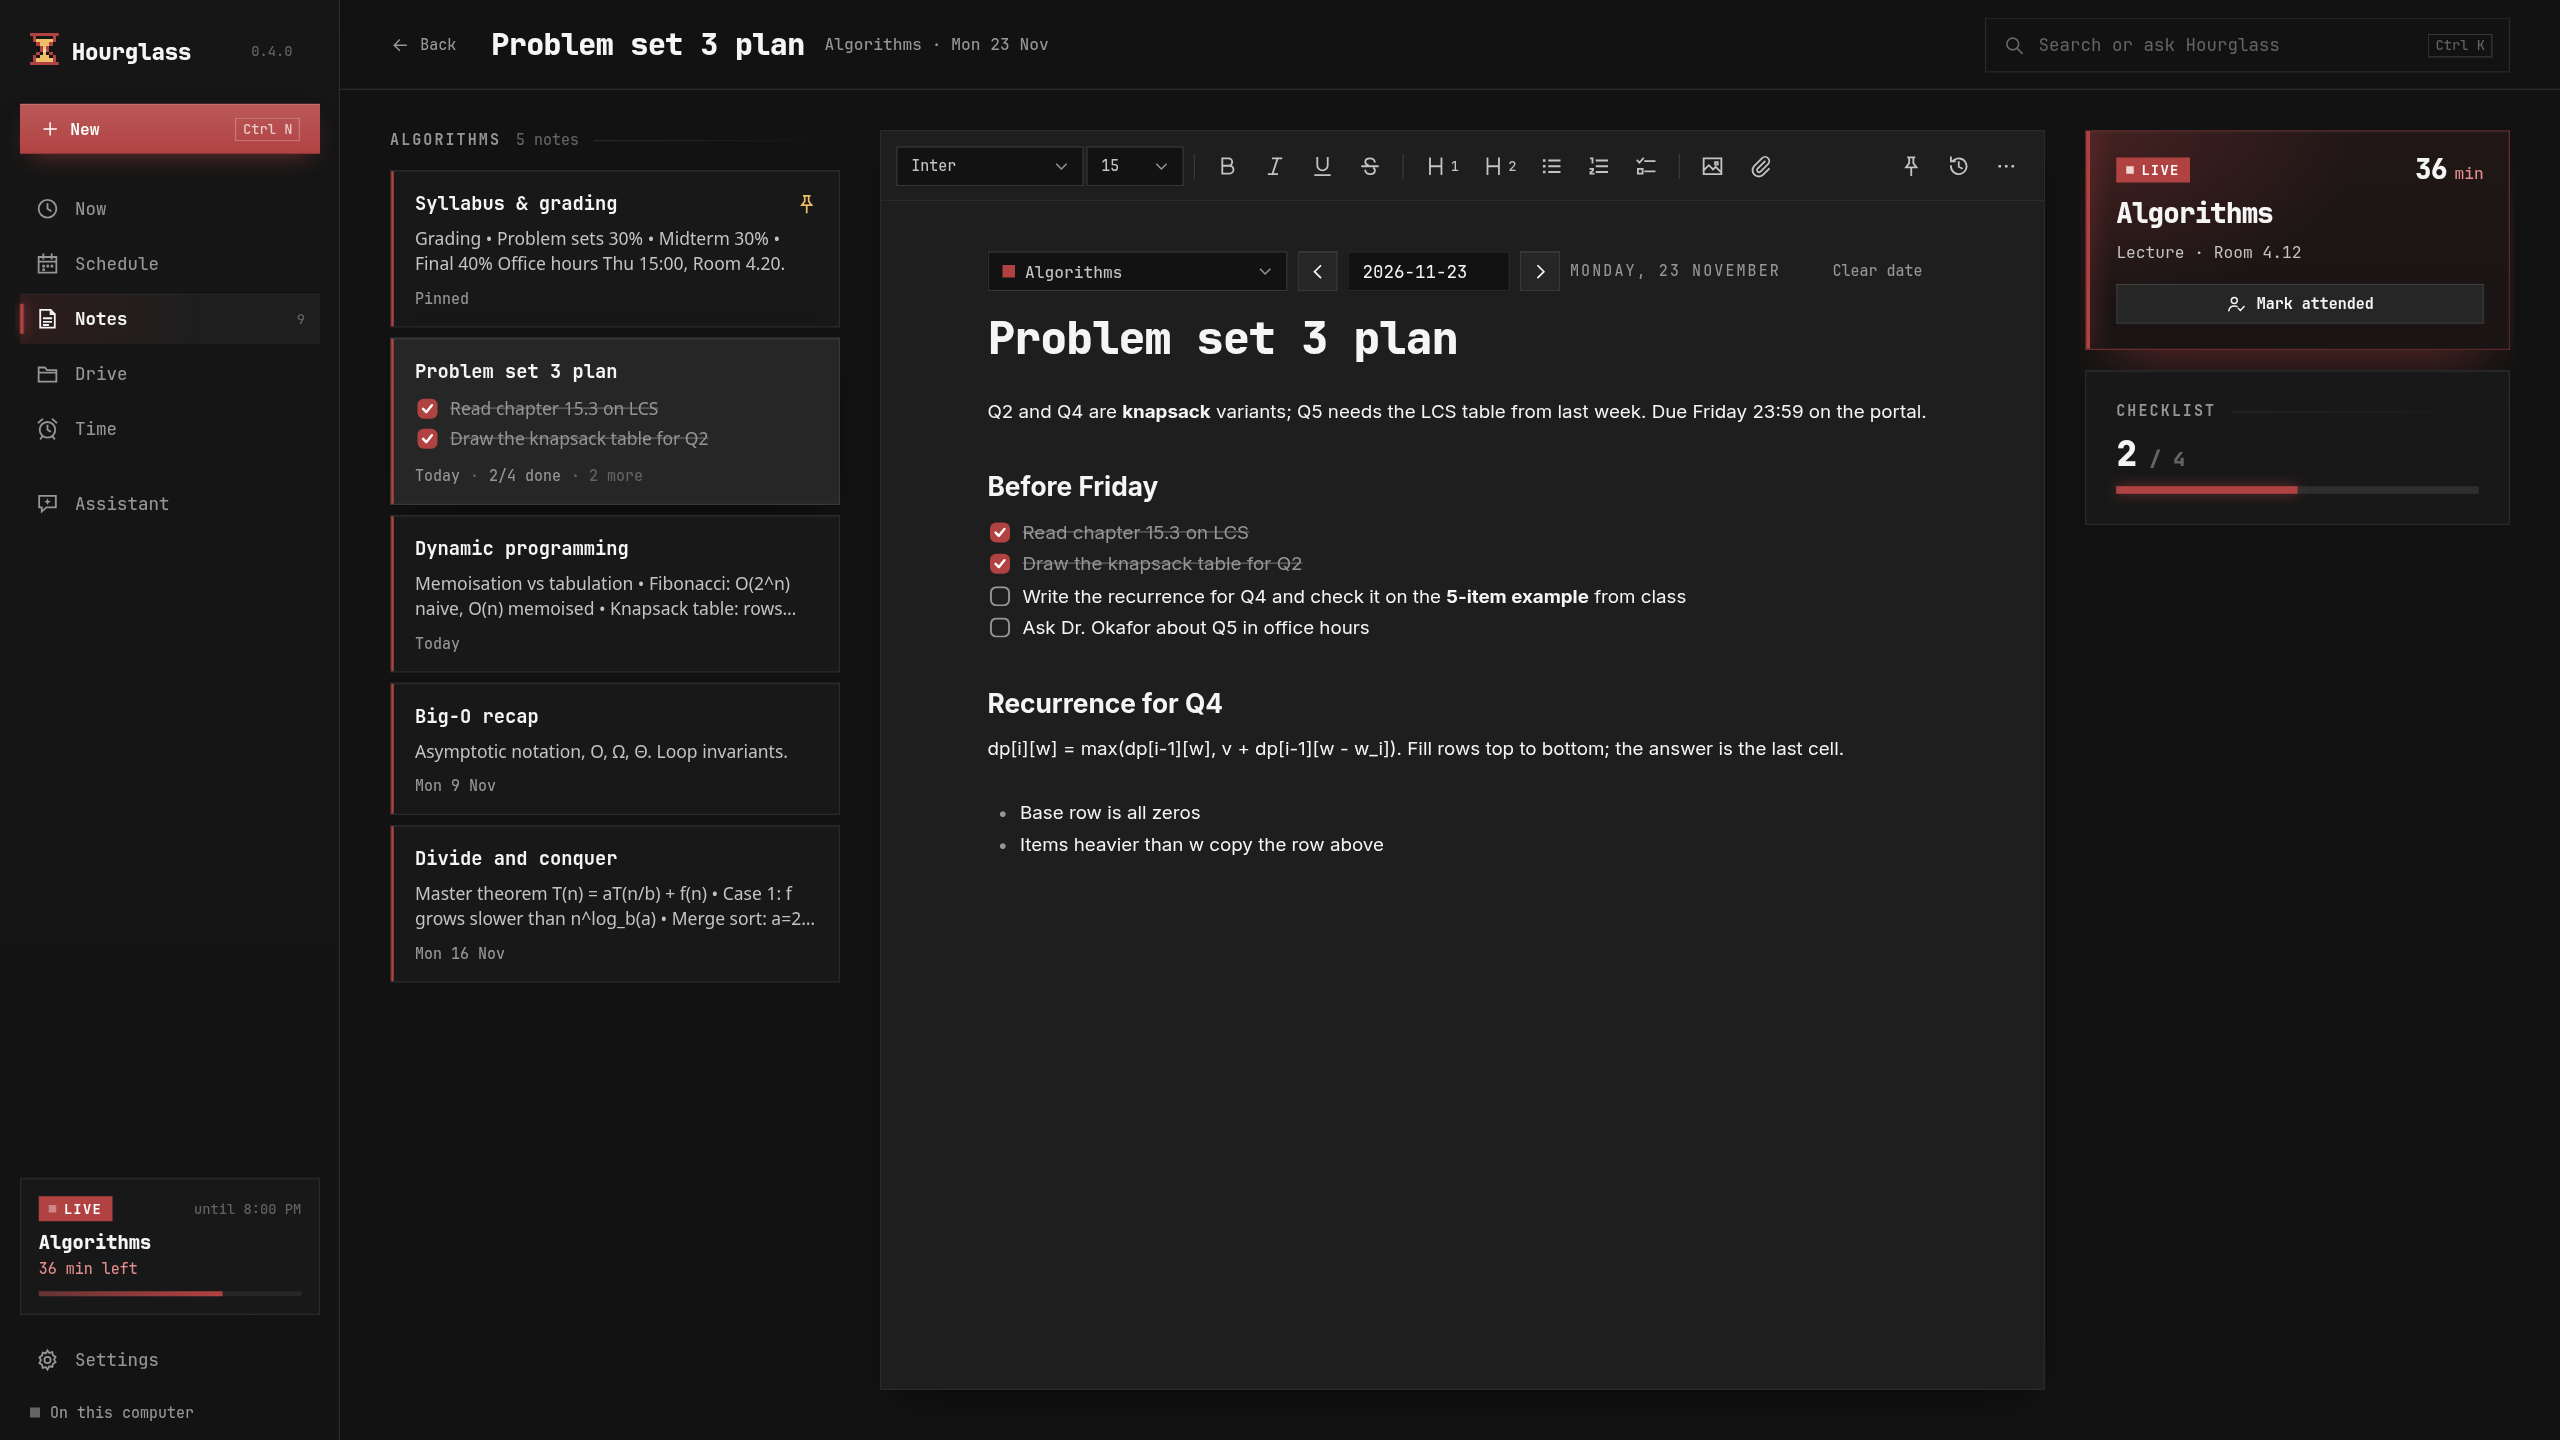 Hourglass
0.4.0
New
Ctrl N
Now
Schedule
Notes
9
Drive
Time
Assistant
LIVE
until 8:00 PM
Algorithms
36 min left
Settings
On this computer
Back
Problem set 3 plan
Algorithms · Mon 23 Nov
Search or ask Hourglass
Ctrl K
ALGORITHMS 5 notes
Syllabus & grading
Grading • Problem sets 30% • Midterm 30% •
Final 40% Office hours Thu 15:00, Room 4.20.
Pinned
Problem set 3 plan
Read chapter 15.3 on LCS
Draw the knapsack table for Q2
Today · 2/4 done · 2 more
Dynamic programming
Memoisation vs tabulation • Fibonacci: O(2^n)
naive, O(n) memoised • Knapsack table: rows...
Today
Big-O recap
Asymptotic notation, O, Ω, Θ. Loop invariants.
Mon 9 Nov
Divide and conquer
Master theorem T(n) = aT(n/b) + f(n) • Case 1: f
grows slower than n^log_b(a) • Merge sort: a=2...
Mon 16 Nov
Inter
15
B I U S H1 H2
Algorithms
2026-11-23
MONDAY, 23 NOVEMBER
Clear date
Problem set 3 plan
Q2 and Q4 are knapsack variants; Q5 needs the LCS table from last week. Due Friday 23:59 on the portal.
Before Friday
Read chapter 15.3 on LCS
Draw the knapsack table for Q2
Write the recurrence for Q4 and check it on the 5-item example from class
Ask Dr. Okafor about Q5 in office hours
Recurrence for Q4
dp[i][w] = max(dp[i-1][w], v + dp[i-1][w - w_i]). Fill rows top to bottom; the answer is the last cell.
• Base row is all zeros
• Items heavier than w copy the row above
LIVE
36 min
Algorithms
Lecture · Room 4.12
Mark attended
CHECKLIST
2 / 4